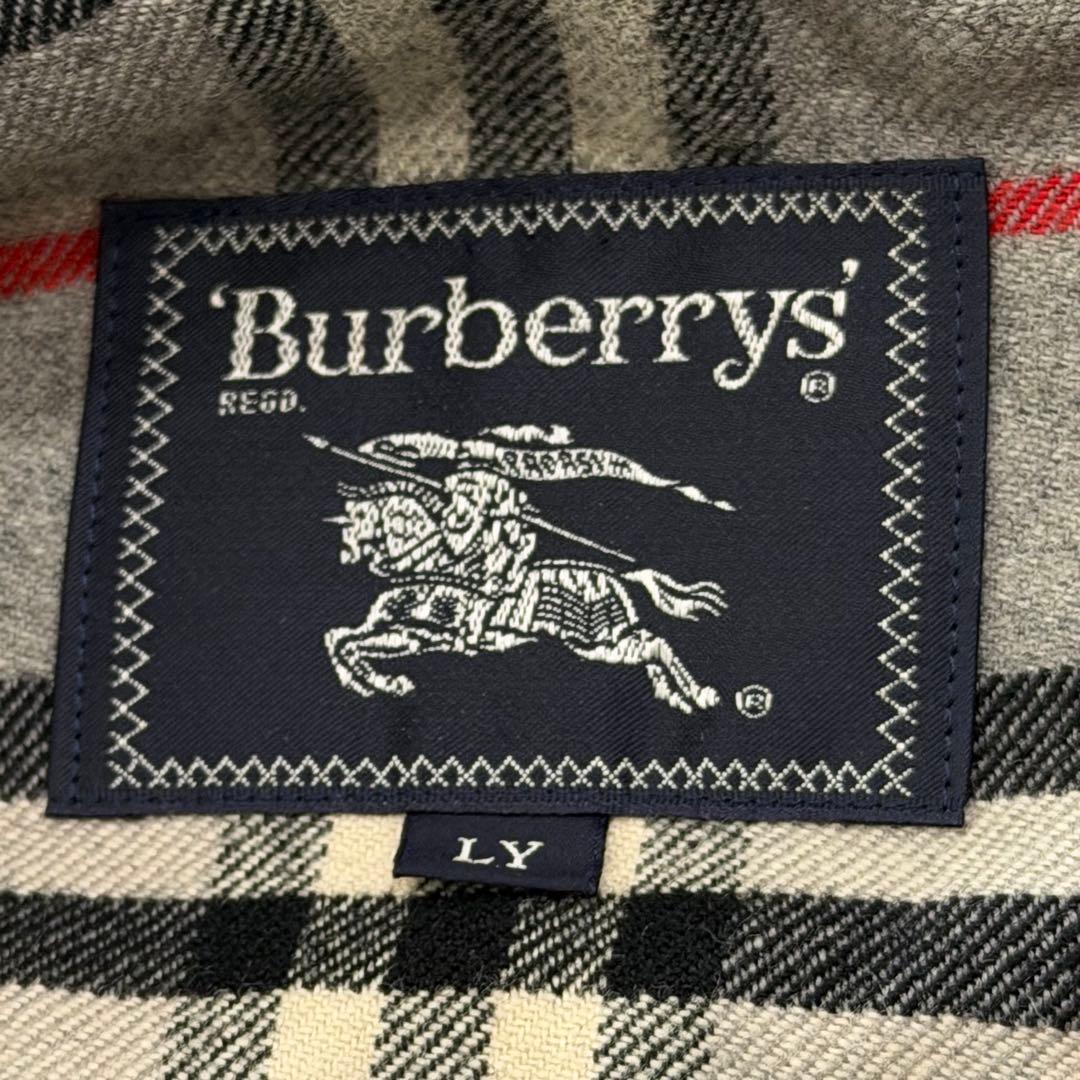 'Burberrys'
REGD. ®
®
LY